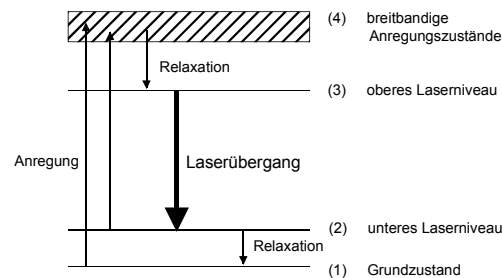 (4) breitbandige
Anregungszustände
Relaxation
(3) oberes Laserniveau
Anregung
Laserübergang
(2) unteres Laserniveau
Relaxation
(1) Grundzustand